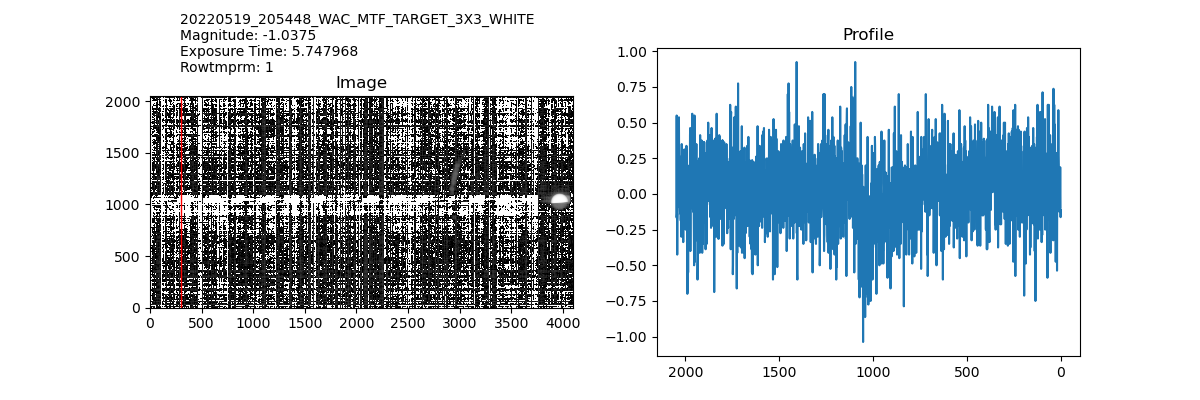 20220519_205448_WAC_MTF_TARGET_3X3_WHITE
Magnitude: -1.0375
Exposure Time: 5.747968
Rowtmprm: 1
Image
2000
1500
1000
500
0
0 500 1000 1500 2000 2500 3000 3500 4000
Profile
1.00
0.75
0.50
0.25
0.00
−0.25
−0.50
−0.75
−1.00
2000 1500 1000 500 0